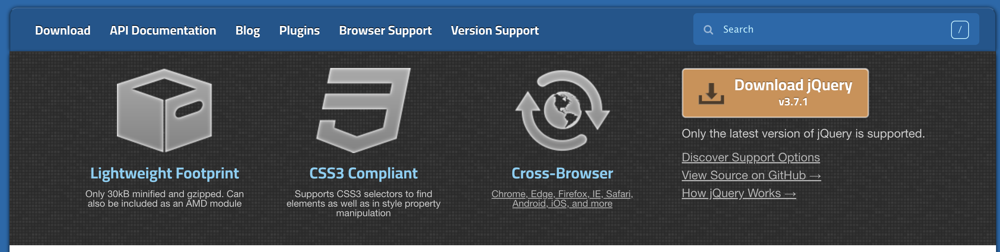 Download API Documentation Blog Plugins Browser Support Version Support
Search /
Download jQuery
v3.7.1
Lightweight Footprint
Only 30kB minified and gzipped. Can
also be included as an AMD module
CSS3 Compliant
Supports CSS3 selectors to find
elements as well as in style property
manipulation
Cross-Browser
Chrome, Edge, Firefox, IE, Safari,
Android, iOS, and more
Only the latest version of jQuery is supported.
Discover Support Options
View Source on GitHub →
How jQuery Works →